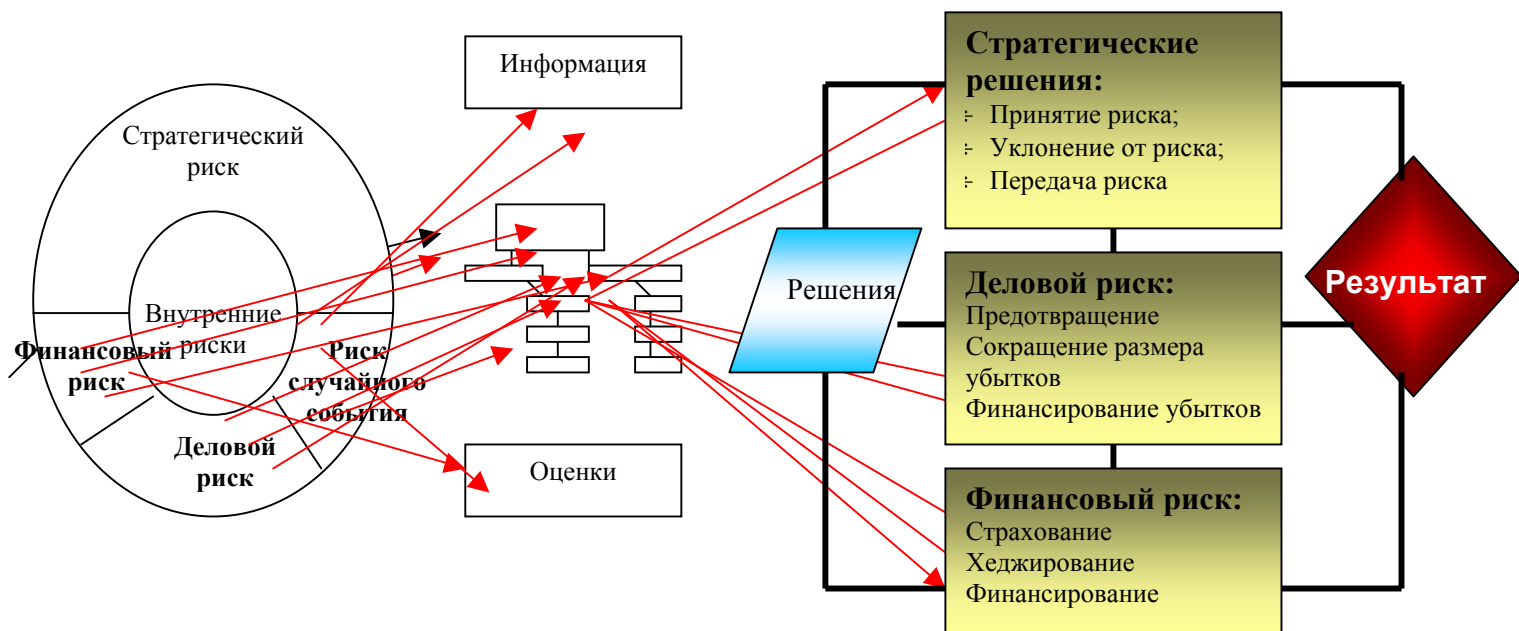 Стратегический
риск
Внутренние
риски
Финансовый
риск
Риск
случайного
события
Деловой
риск
Информация
Оценки
Решения
Стратегические
решения:
Принятие риска;
Уклонение от риска;
Передача риска
Деловой риск:
Предотвращение
Сокращение размера
убытков
Финансирование убытков
Финансовый риск:
Страхование
Хеджирование
Финансирование
Результат